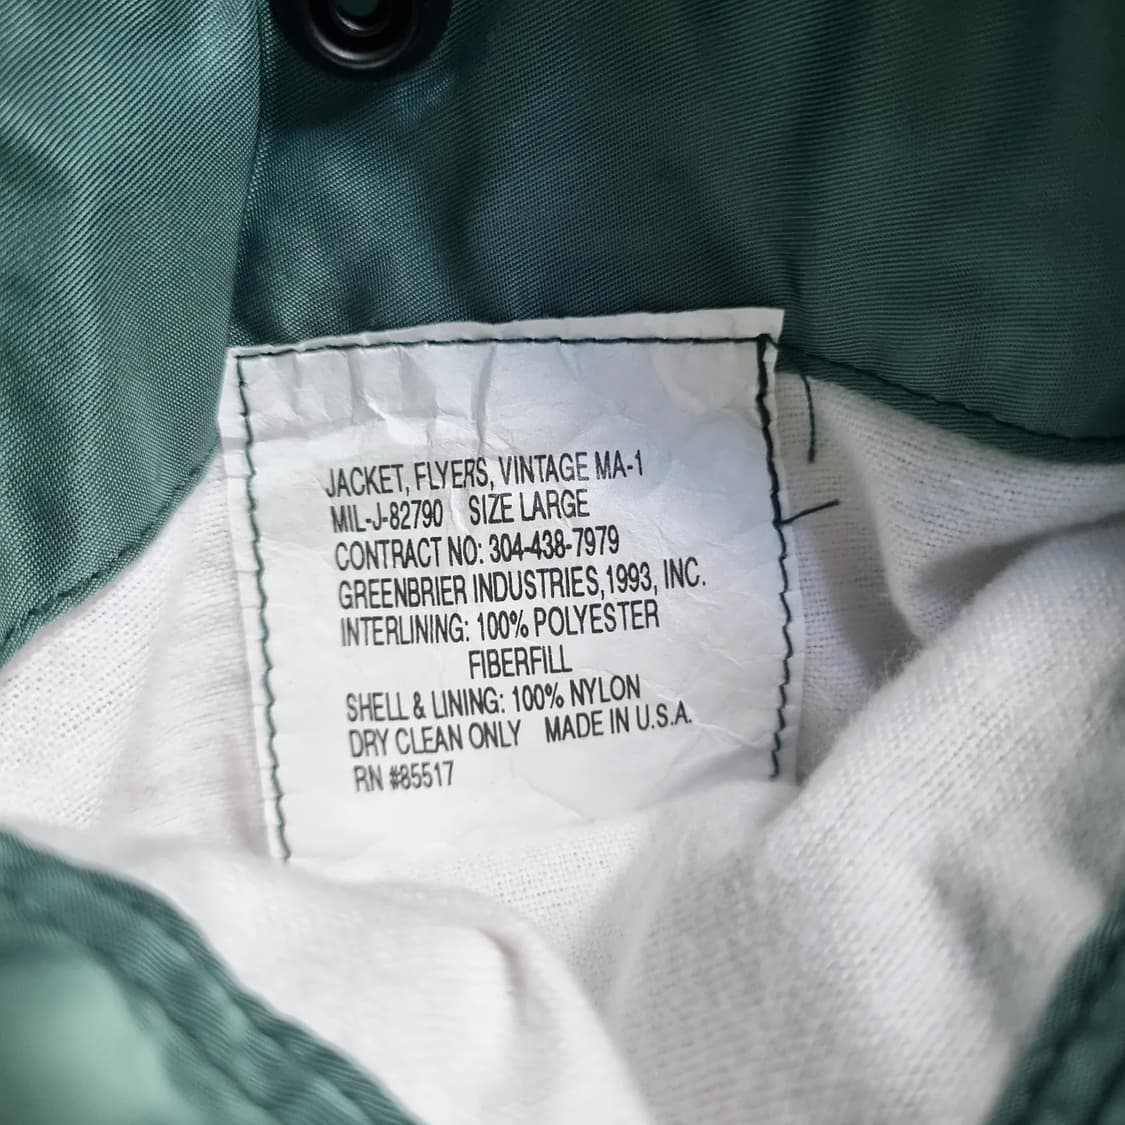 JACKET, FLYERS, VINTAGE MA-1
MIL-J-82790 SIZE LARGE
CONTRACT NO: 304-438-7979
GREENBRIER INDUSTRIES,1993, INC.
INTERLINING: 100% POLYESTER
FIBERFILL
SHELL & LINING: 100% NYLON
DRY CLEAN ONLY MADE IN U.S.A.
RN #85517